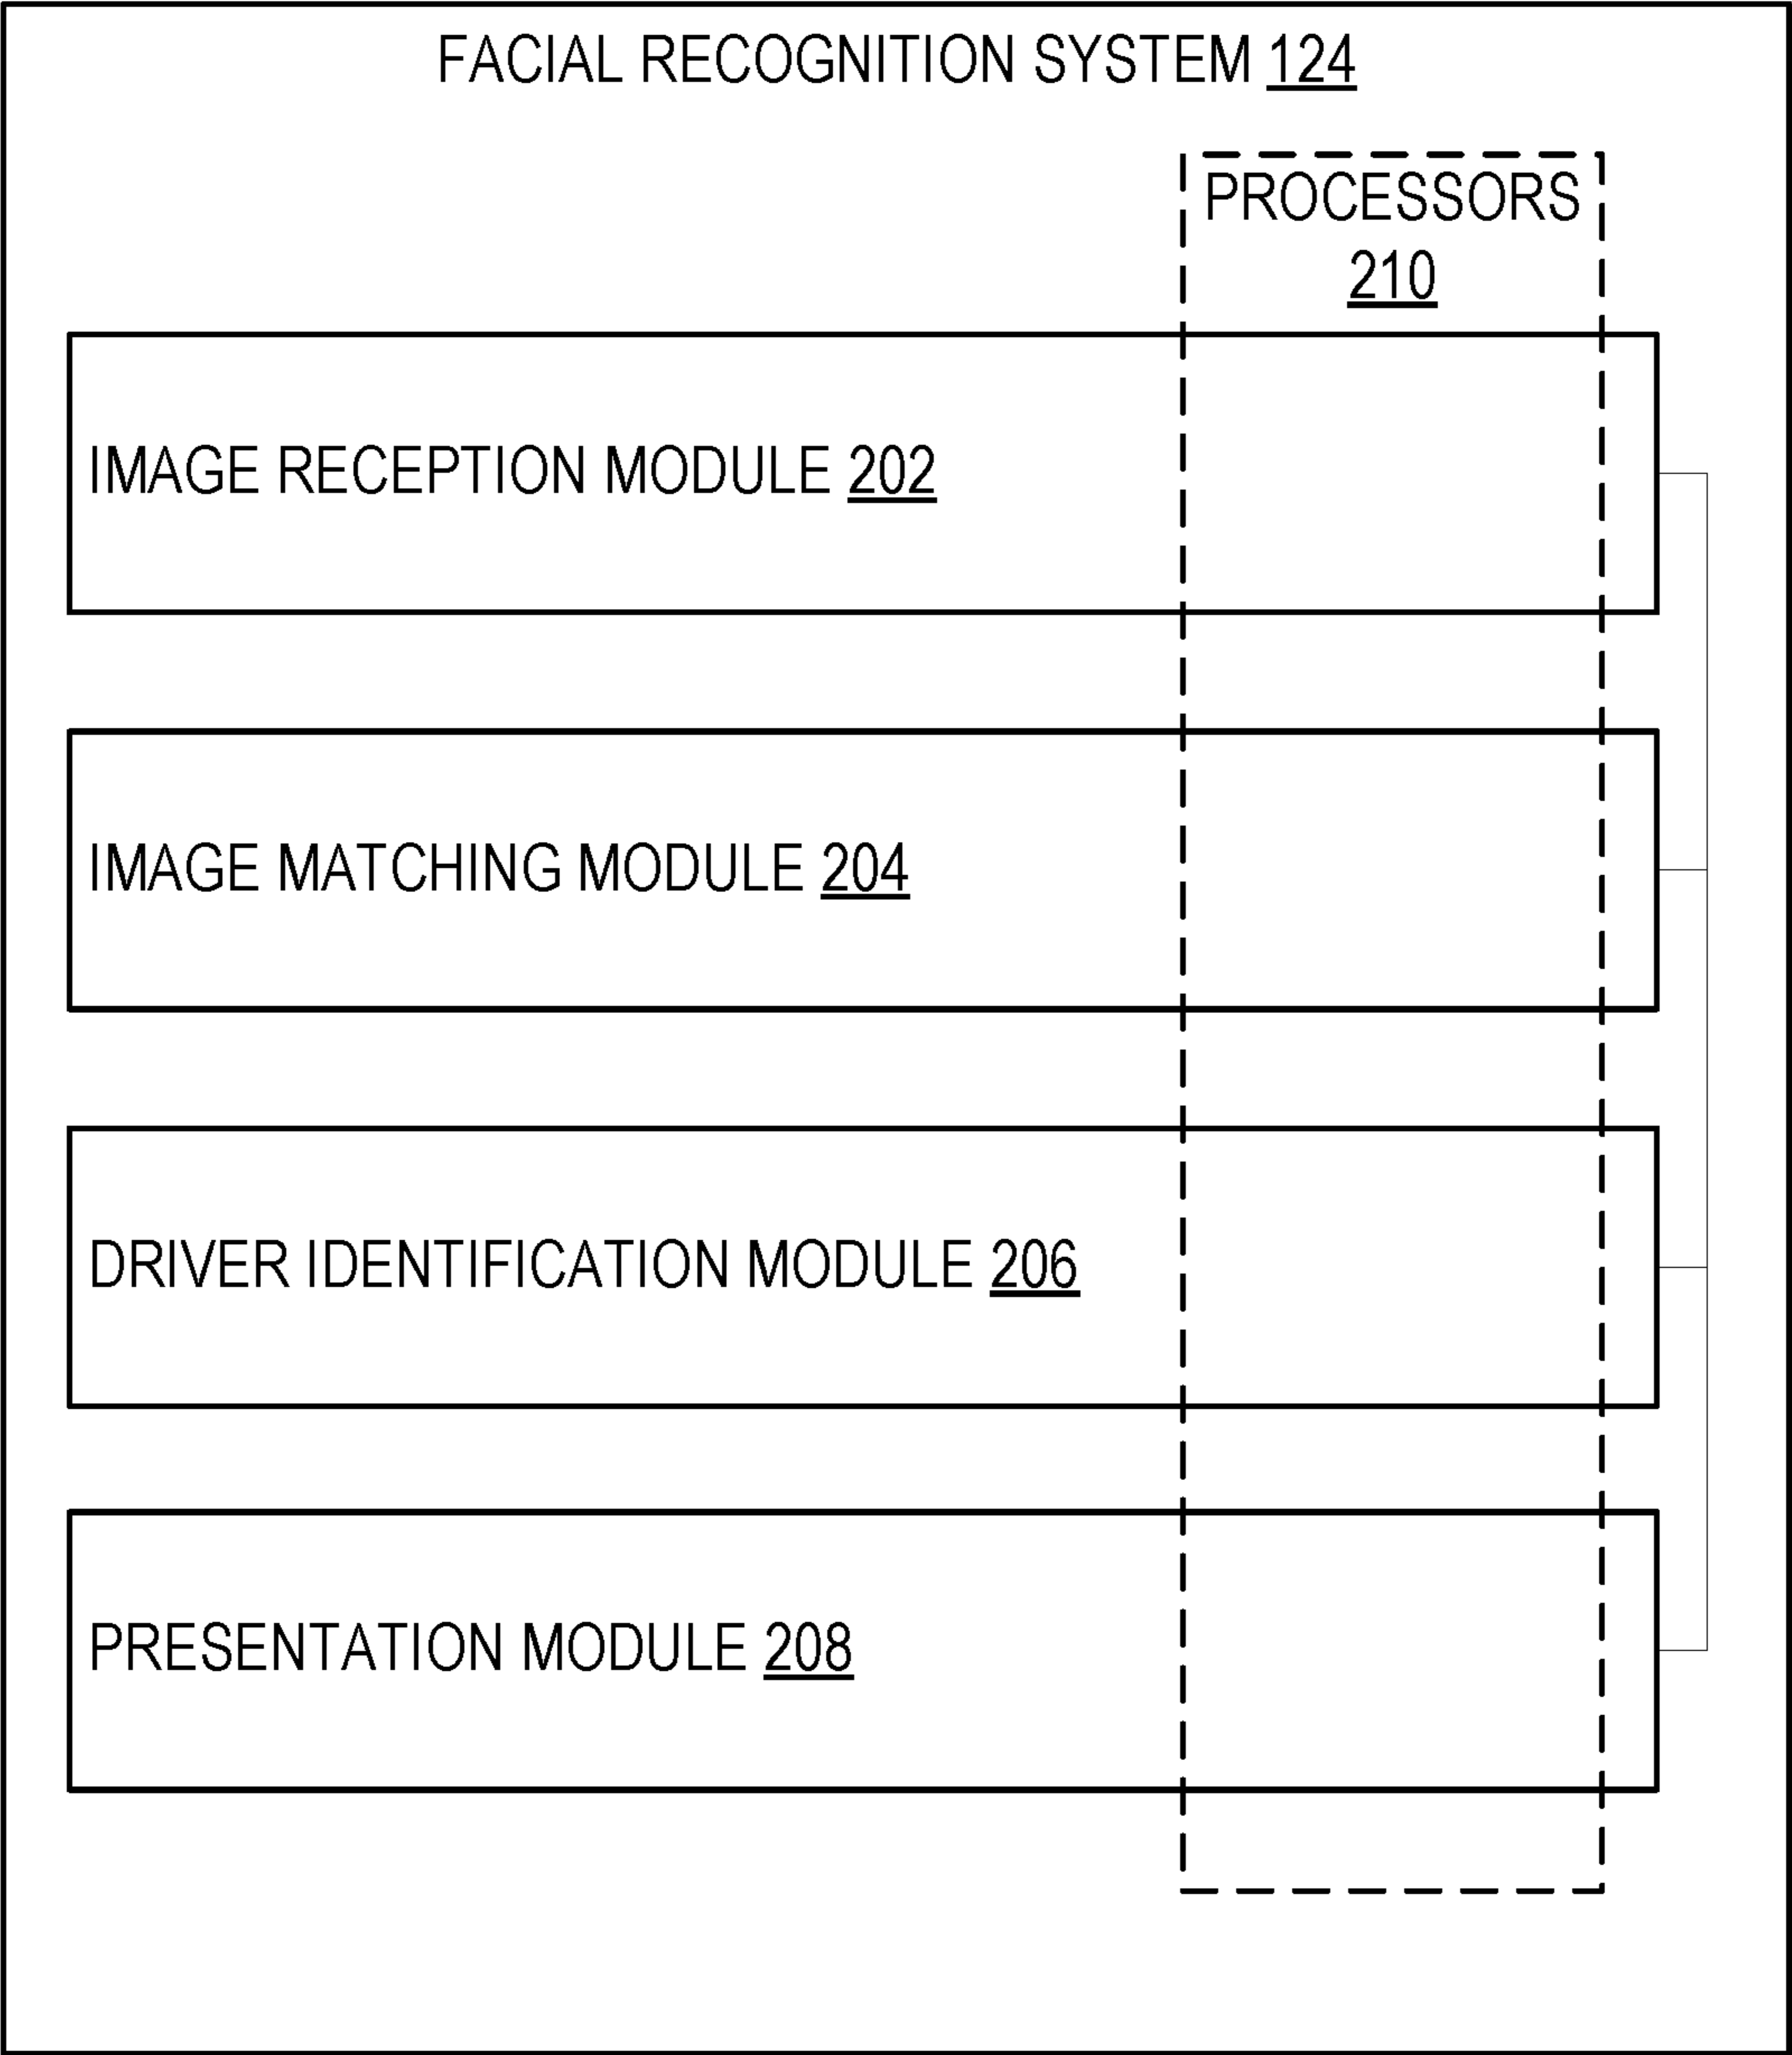 FACIAL RECOGNITION SYSTEM 124
PROCESSORS
210
IMAGE RECEPTION MODULE 202
IMAGE MATCHING MODULE 204
DRIVER IDENTIFICATION MODULE 206
PRESENTATION MODULE 208